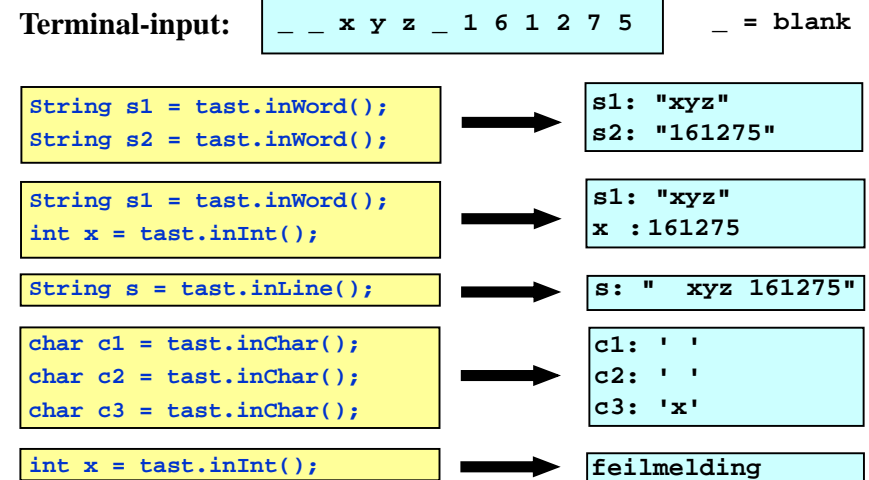 Terminal-input: _ _ x y z _ 1 6 1 2 7 5 _ = blank
String s1 = tast.inWord();
String s2 = tast.inWord();
s1: "xyz"
s2: "161275"
String s1 = tast.inWord();
int x = tast.inInt();
s1: "xyz"
x : 161275
String s = tast.inLine();
s: "  xyz 161275"
char c1 = tast.inChar();
char c2 = tast.inChar();
char c3 = tast.inChar();
c1: ' '
c2: ' '
c3: 'x'
int x = tast.inInt();
feilmelding